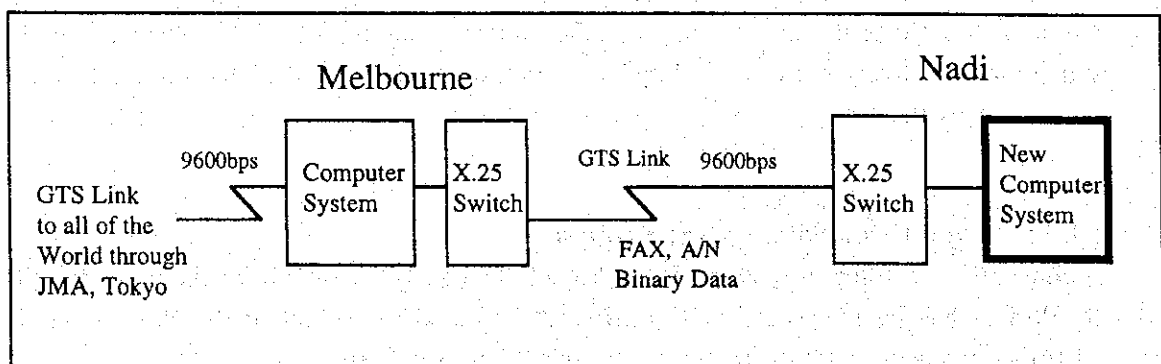 Melbourne
Nadi
9600bps
GTS Link
to all of the
World through
JMA, Tokyo
Computer
System
X.25
Switch
GTS Link
9600bps
FAX, A/N
Binary Data
X.25
Switch
New
Computer
System